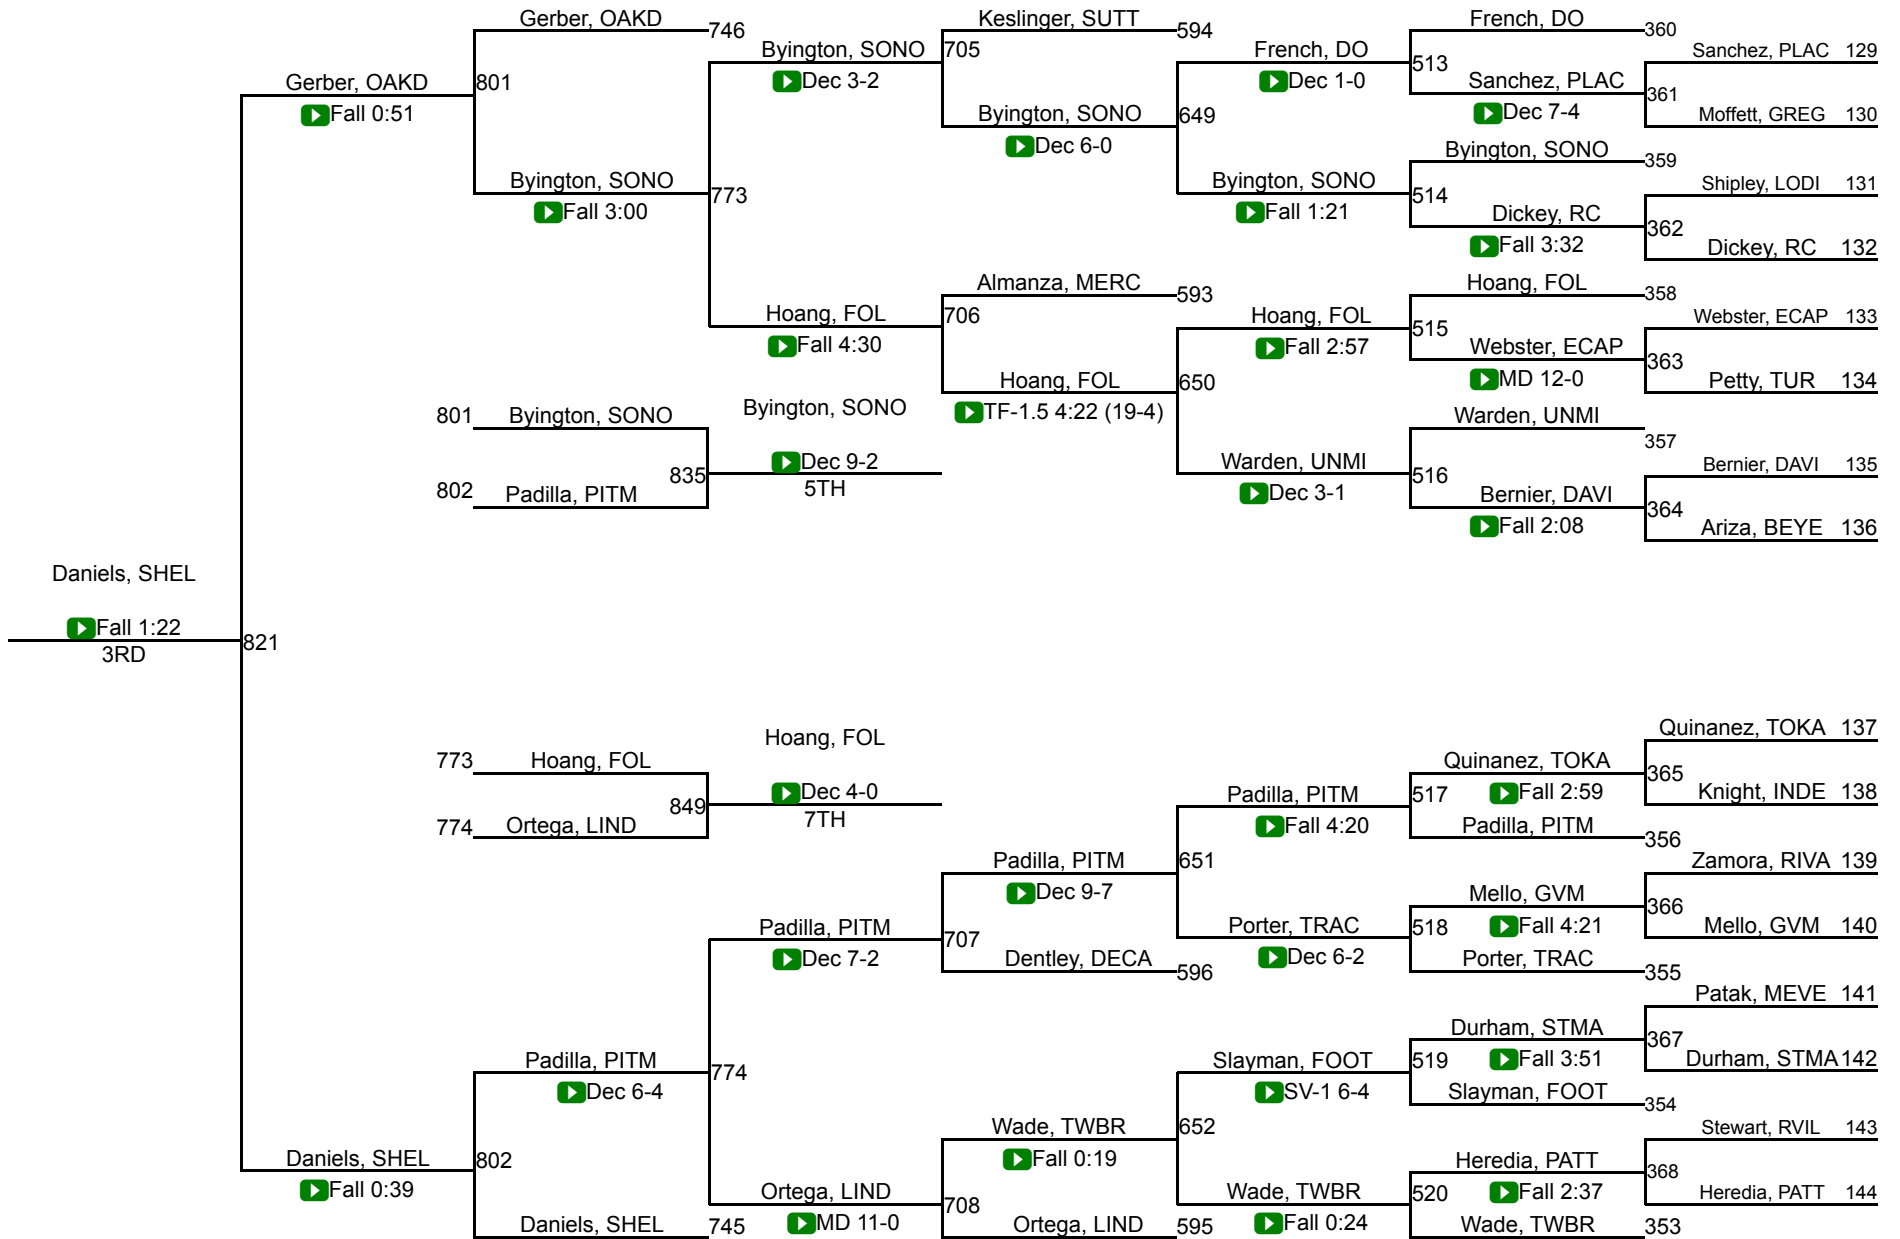 Gerber, OAKD
746
Keslinger, SUTT
594
French, DO
360
Byington, SONO
705
French, DO
Sanchez, PLAC 129
Dec 3-2
513
Gerber, OAKD
801
Dec 1-0
Sanchez, PLAC
361
Fall 0:51
Byington, SONO
649
Dec 7-4
Moffett, GREG 130
Dec 6-0
Byington, SONO
359
Byington, SONO
773
Byington, SONO
514
Shipley, LODI 131
Fall 3:00
Fall 1:21
Dickey, RC
362
Fall 3:32
Dickey, RC 132
Almanza, MERC
593
Hoang, FOL
358
Hoang, FOL
706
Hoang, FOL
515
Webster, ECAP 133
Fall 4:30
Fall 2:57
Webster, ECAP
363
Hoang, FOL
650
MD 12-0
Petty, TUR 134
801
Byington, SONO
Byington, SONO
TF-1.5 4:22 (19-4)
Warden, UNMI
357
835
Dec 9-2
Warden, UNMI
516
Bernier, DAVI 135
802
Padilla, PITM
5TH
Dec 3-1
Bernier, DAVI
364
Fall 2:08
Ariza, BEYE 136
Daniels, SHEL
Fall 1:22
821
3RD
Quinanez, TOKA 137
773
Hoang, FOL
Hoang, FOL
Quinanez, TOKA
365
849
Dec 4-0
Padilla, PITM
517
Fall 2:59
Knight, INDE 138
774
Ortega, LIND
7TH
Fall 4:20
Padilla, PITM
356
Padilla, PITM
651
Zamora, RIVA 139
Dec 9-7
Mello, GVM
366
Padilla, PITM
707
Porter, TRAC
518
Fall 4:21
Mello, GVM 140
Dec 7-2
Dentley, DECA
596
Dec 6-2
Porter, TRAC
355
Patak, MEVE 141
Durham, STMA
367
Padilla, PITM
774
Slayman, FOOT
519
Fall 3:51
Durham, STMA 142
Dec 6-4
SV-1 6-4
Slayman, FOOT
354
Wade, TWBR
652
Stewart, RVIL 143
Daniels, SHEL
802
Fall 0:19
Heredia, PATT
368
Fall 0:39
Ortega, LIND
708
Wade, TWBR
520
Fall 2:37
Heredia, PATT 144
Daniels, SHEL
745
MD 11-0
Ortega, LIND
595
Fall 0:24
Wade, TWBR
353